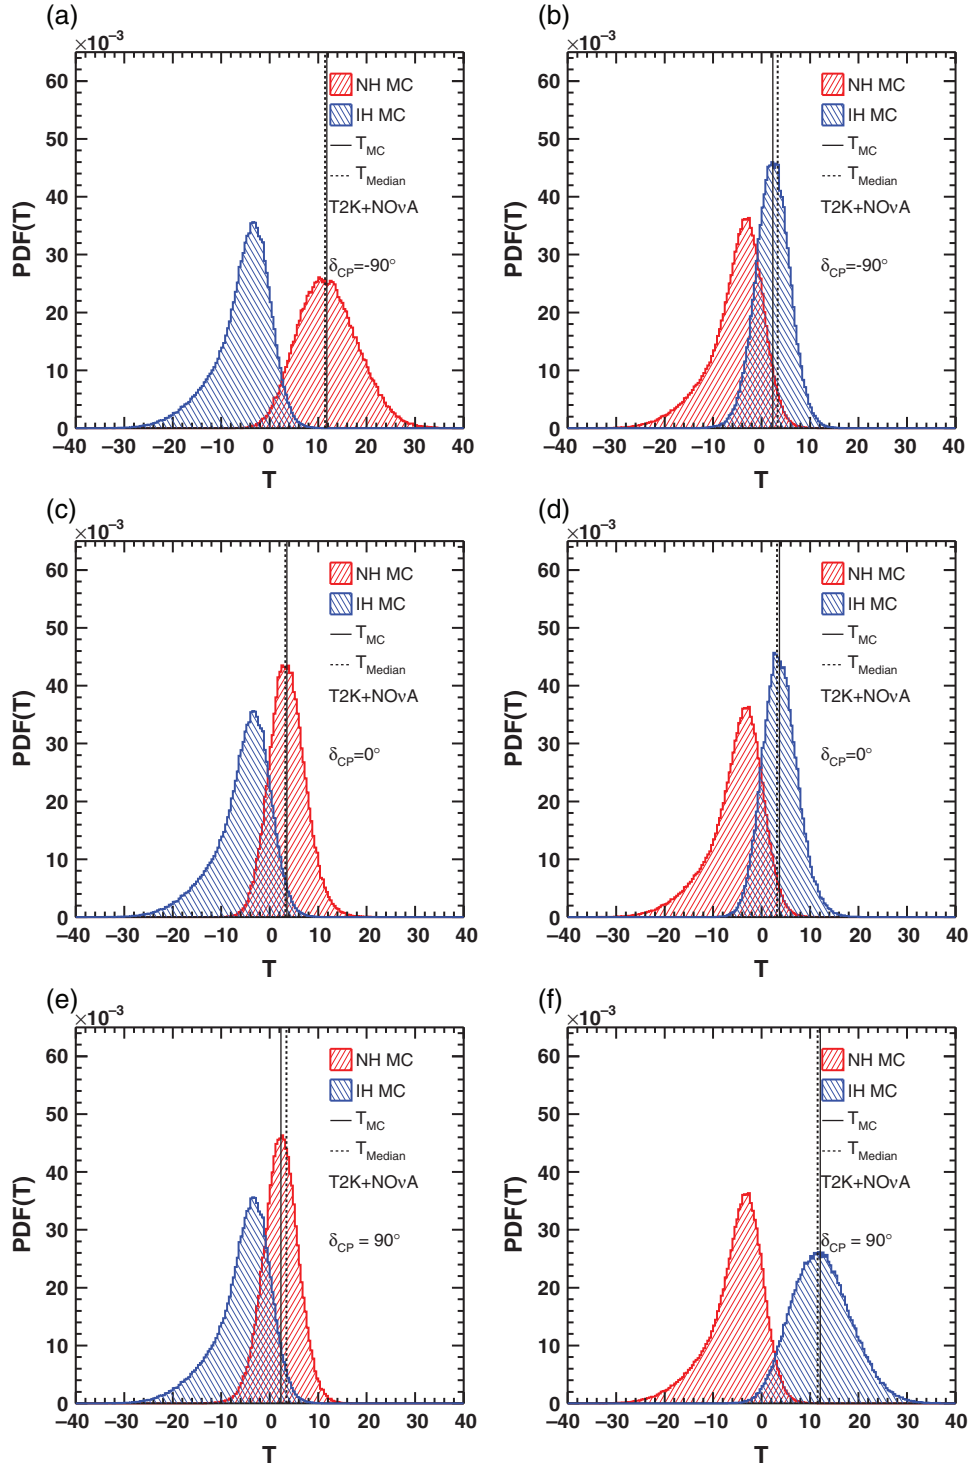 (a)
×10⁻³
60
50
40
30
20
10
0
PDF(T)
NH MC
IH MC
T_MC
T_Median
T2K+NOνA
δ_CP=-90°
−40 −30 −20 −10 0 10 20 30 40
T
(b)
×10⁻³
60
50
40
30
20
10
0
PDF(T)
NH MC
IH MC
T_MC
T_Median
T2K+NOνA
δ_CP=-90°
−40 −30 −20 −10 0 10 20 30 40
T
(c)
×10⁻³
60
50
40
30
20
10
0
PDF(T)
NH MC
IH MC
T_MC
T_Median
T2K+NOνA
δ_CP=0°
−40 −30 −20 −10 0 10 20 30 40
T
(d)
×10⁻³
60
50
40
30
20
10
0
PDF(T)
NH MC
IH MC
T_MC
T_Median
T2K+NOνA
δ_CP=0°
−40 −30 −20 −10 0 10 20 30 40
T
(e)
×10⁻³
60
50
40
30
20
10
0
PDF(T)
NH MC
IH MC
T_MC
T_Median
T2K+NOνA
δ_CP = 90°
−40 −30 −20 −10 0 10 20 30 40
T
(f)
×10⁻³
60
50
40
30
20
10
0
PDF(T)
NH MC
IH MC
T_MC
T_Median
T2K+NOνA
δ_CP = 90°
−40 −30 −20 −10 0 10 20 30 40
T